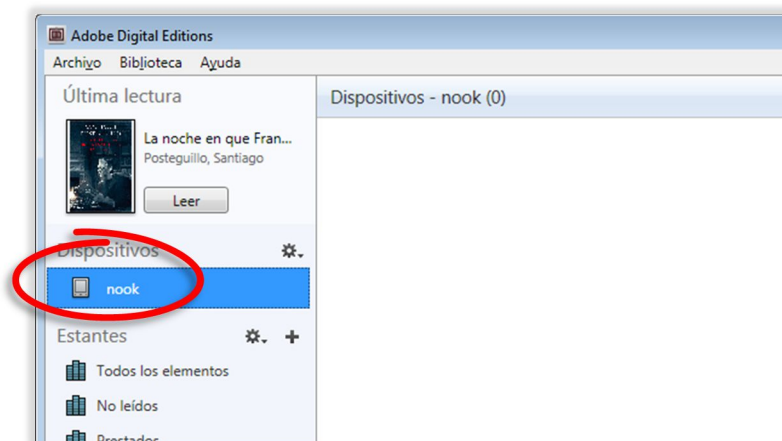 Adobe Digital Editions
Archivo Biblioteca Ayuda
Última lectura
La noche en que Fran...
Posteguillo, Santiago
Leer
Dispositivos
nook
Estantes
Todos los elementos
No leídos
Prestados
Dispositivos - nook (0)